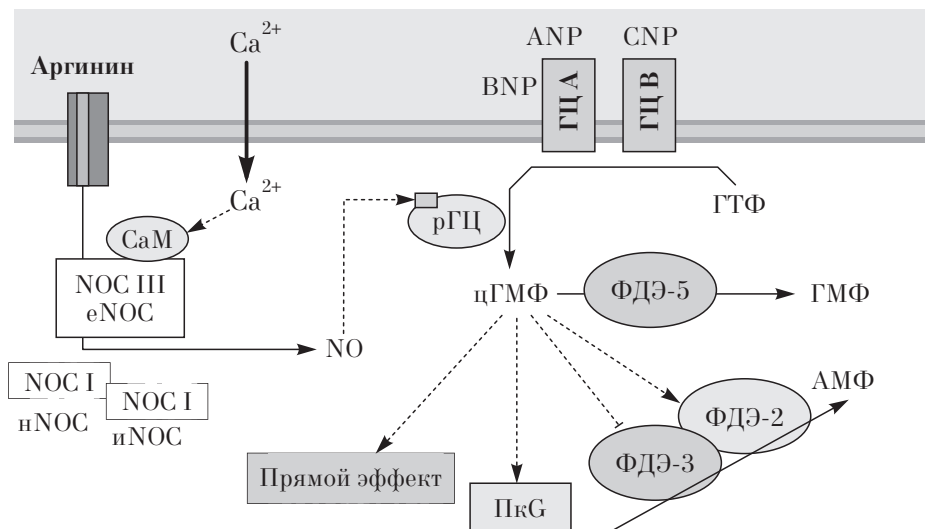 Ca2+
ANP
CNP
Аргинин
BNP
ГЦ А
ГЦ В
Ca2+
ГТФ
рГЦ
CaM
NOC III
eNOC
цГМФ
ФДЭ-5
ГМФ
NO
NOC I
NOC I
нNOC
иNOC
АМФ
ФДЭ-2
ФДЭ-3
Прямой эффект
ПкG